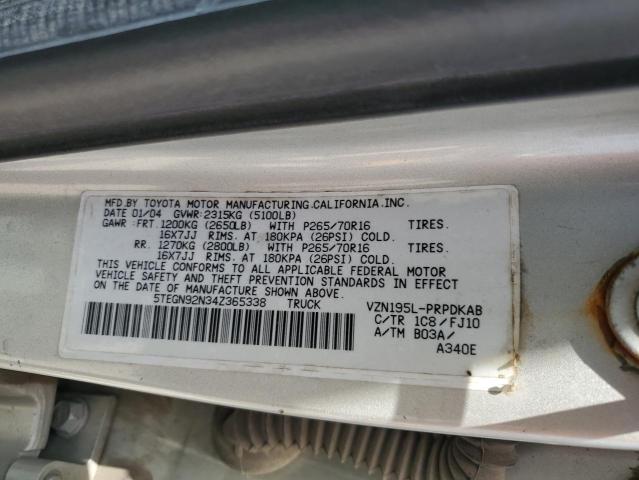 MFD.BY TOYOTA MOTOR MANUFACTURING.CALIFORNIA.INC.
DATE 01/04 GVWR:2315KG (5100LB)
GAWR: FRT.1200KG (2650LB) WITH P265/70R16 TIRES.
16X7JJ RIMS. AT 180KPA (26PSI) COLD.
RR. 1270KG (2800LB) WITH P265/70R16 TIRES.
16X7JJ RIMS. AT 180KPA (26PSI) COLD.
THIS VEHICLE CONFORMS TO ALL APPLICABLE FEDERAL MOTOR
VEHICLE SAFETY AND THEFT PREVENTION STANDARDS IN EFFECT
ON THE DATE OF MANUFACTURE SHOWN ABOVE.
5TEGN92N34Z365338 TRUCK VZN195L-PRPDKAB
C/TR 1C8/FJ10
A/TM B03A/
A340E